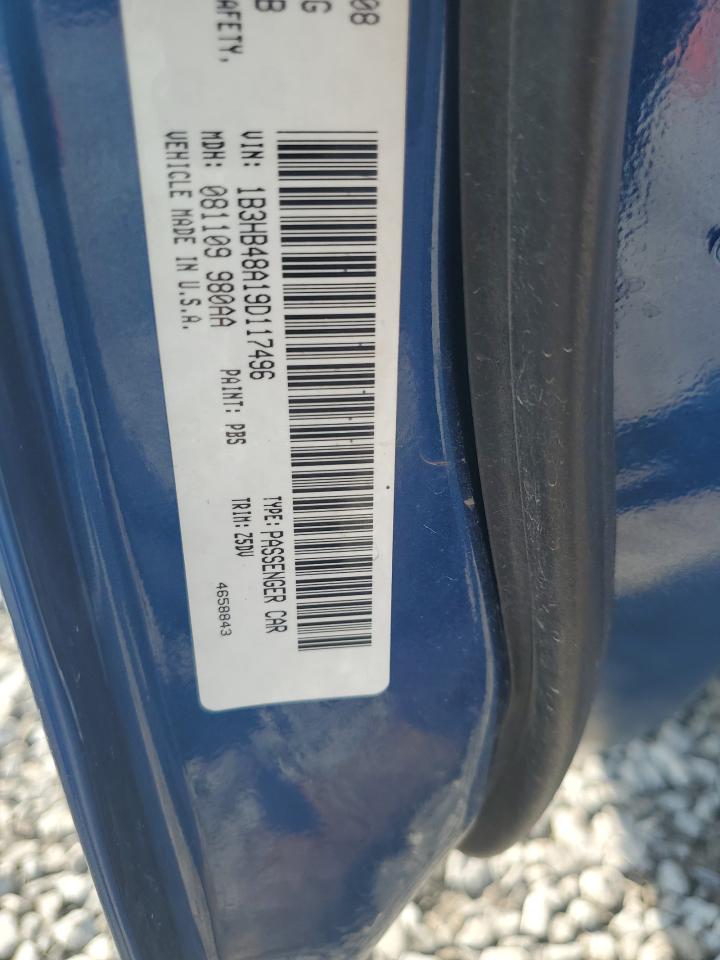 08
G
B
AFETY,
VIN: 1B3HB48A19D117496
MDH: 081109 980AA
VEHICLE MADE IN U.S.A.
PAINT: PBS
TYPE: PASSENGER CAR
TRIM: Z5DV
4658843